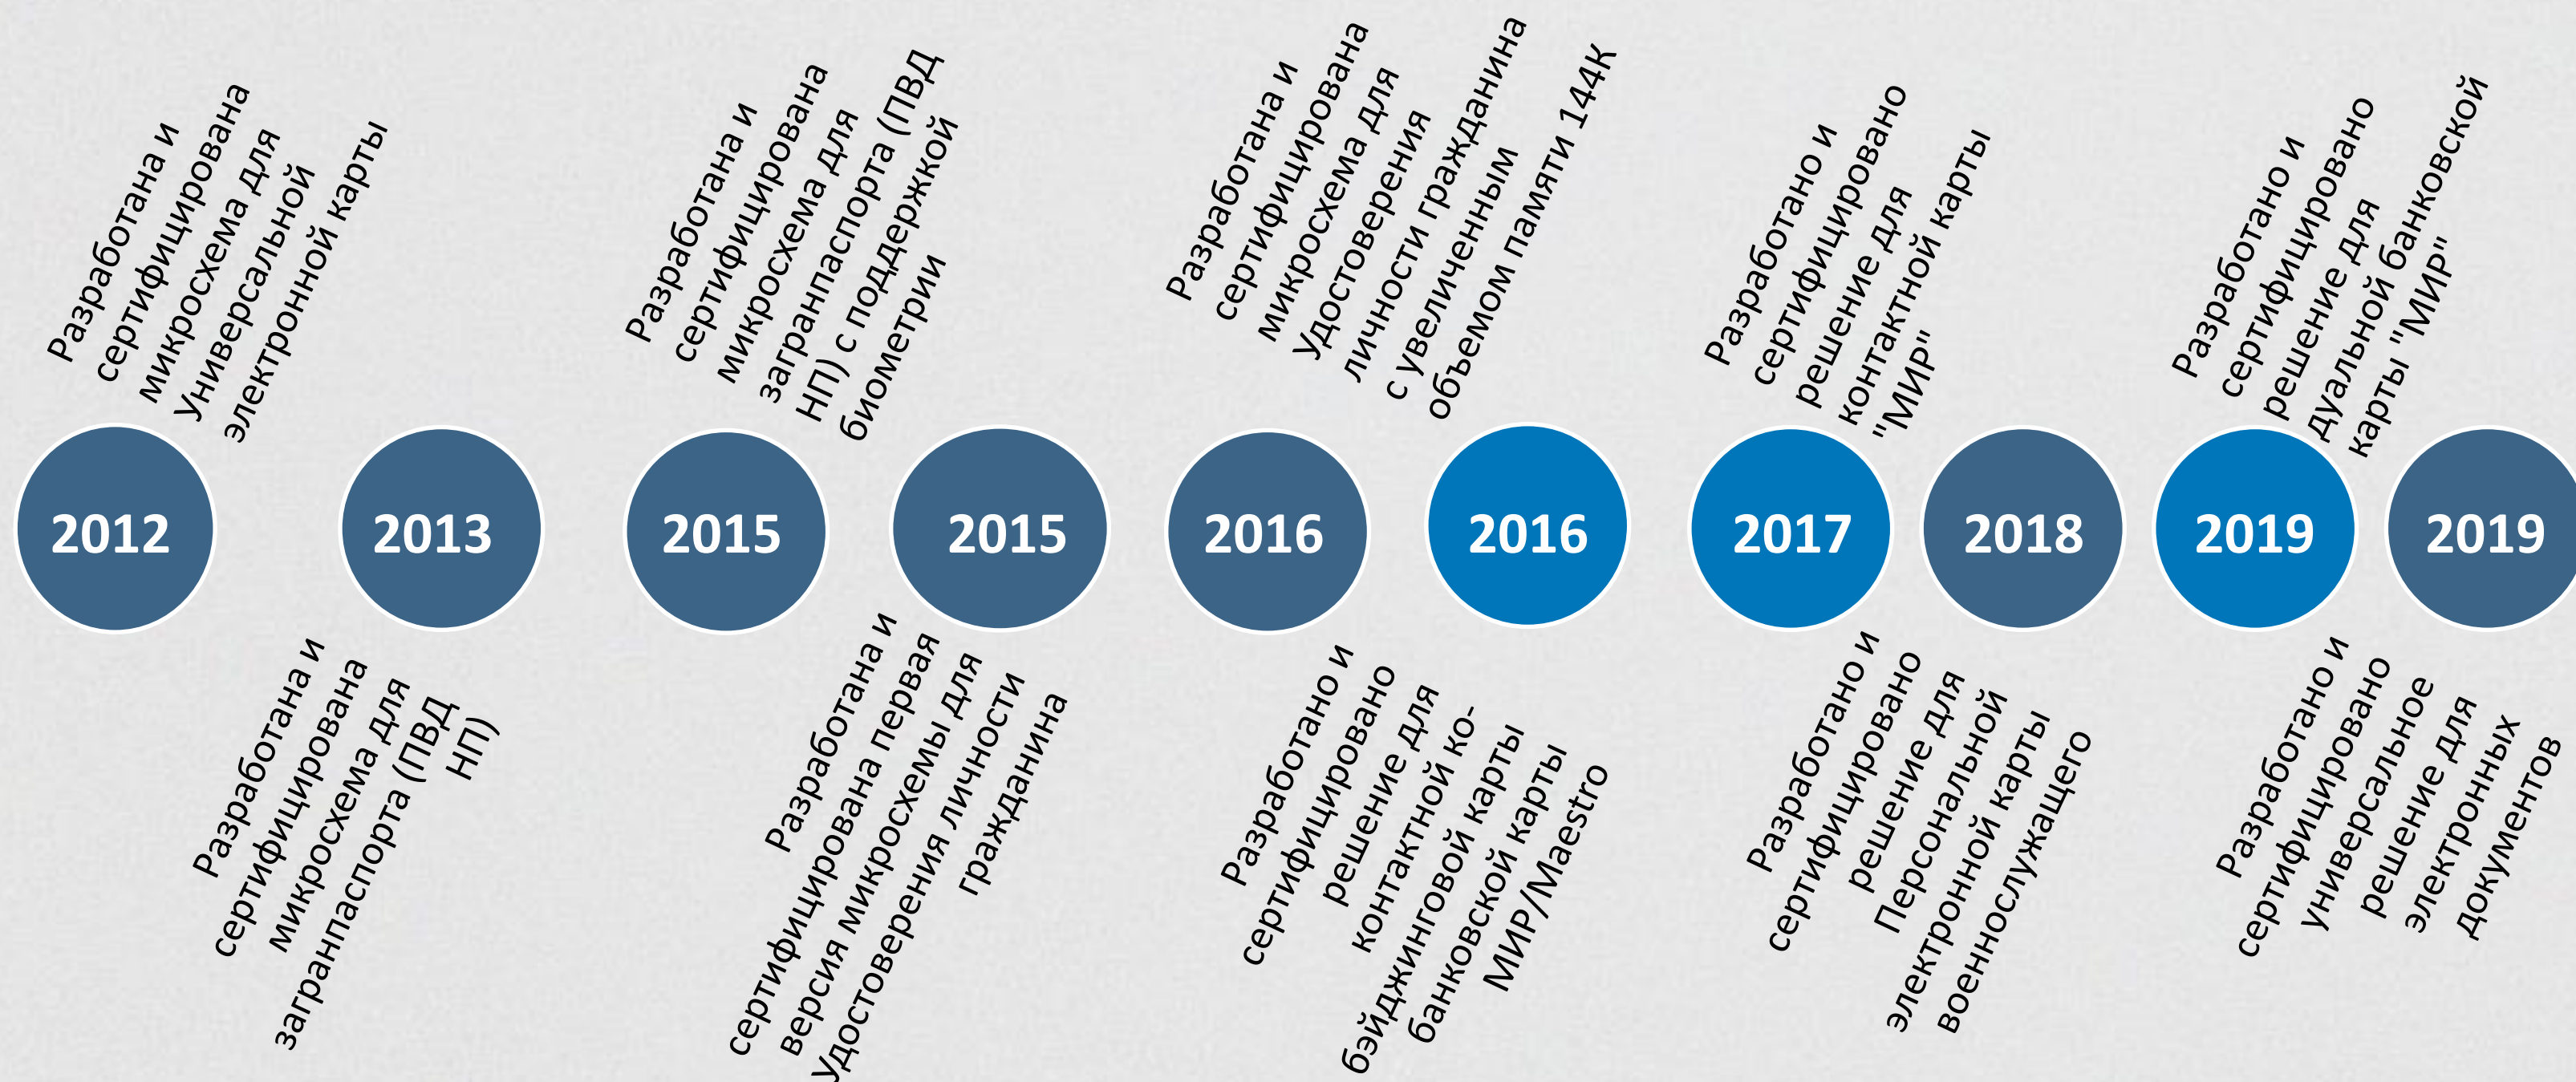 Разработана и
сертифицирована
микросхема для
Универсальной
электронной карты
Разработана и
сертифицирована
микросхема для
загранпаспорта (ПВД
НП) с поддержкой
биометрии
Разработана и
сертифицирована
микросхема для
Удостоверения
личности гражданина
с увеличенным
объемом памяти 144К
Разработано и
сертифицировано
решение для
контактной карты
"МИР"
Разработано и
сертифицировано
решение для
дуальной банковской
карты "МИР"
2012
2013
2015
2015
2016
2016
2017
2018
2019
2019
Разработана и
сертифицирована
микросхема для
загранпаспорта (ПВД
НП)
Разработана и
сертифицирована первая
версия микросхемы для
Удостоверения личности
гражданина
Разработано и
сертифицировано
решение для
контактной ко-
бэйджинговой карты
банковской карты
МИР/Maestro
Разработано и
сертифицировано
решение для
Персональной
электронной карты
военнослужащего
Разработано и
сертифицировано
универсальное
решение для
электронных
документов